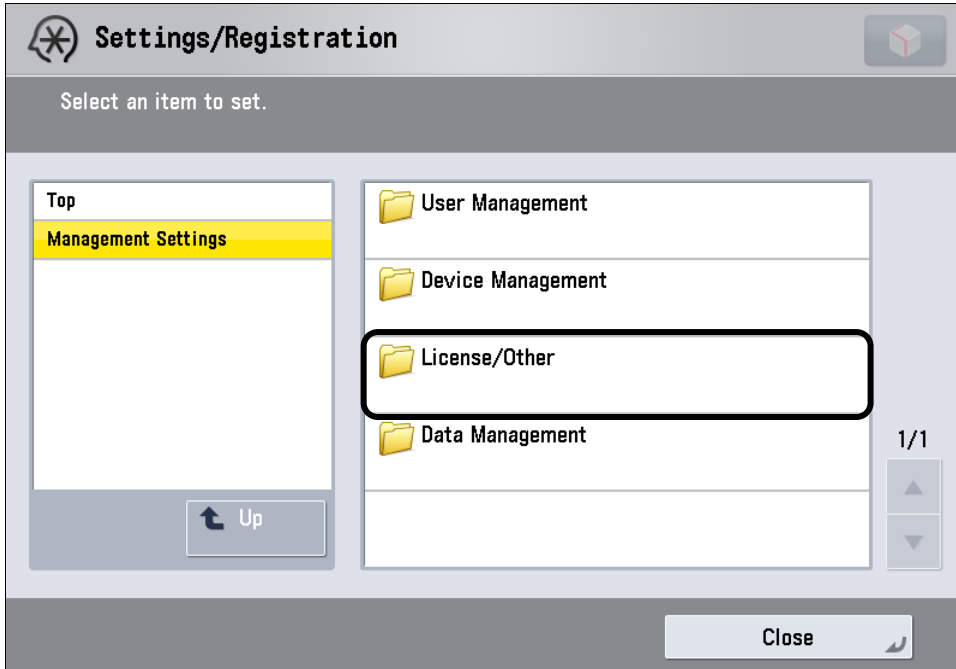 Settings/Registration
Select an item to set.
Top
Management Settings
Up
User Management
Device Management
License/Other
Data Management
1/1
Close